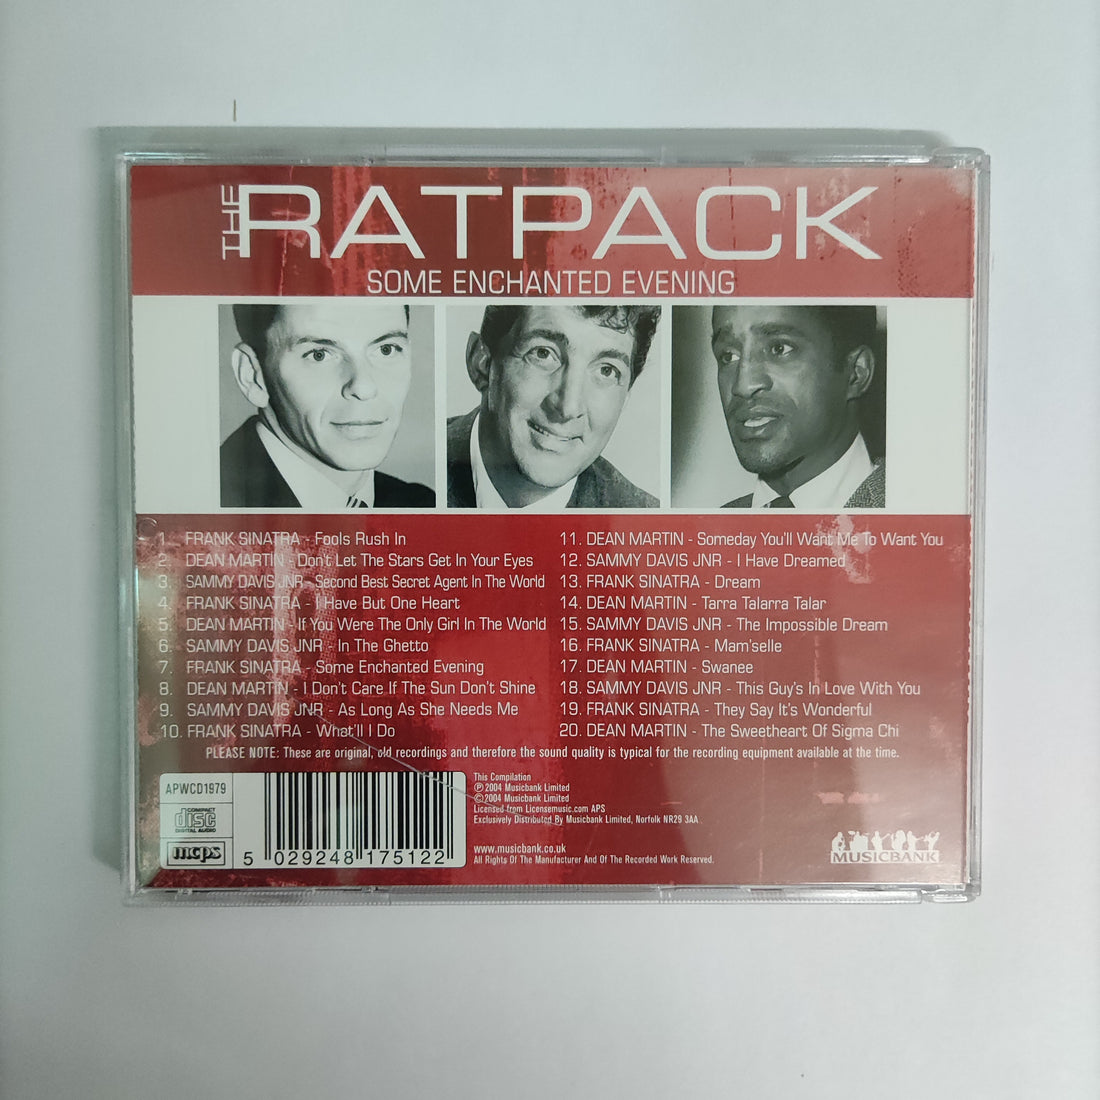 THE RATPACK
SOME ENCHANTED EVENING
1. FRANK SINATRA - Fools Rush In
2. DEAN MARTIN - Don't Let The Stars Get In Your Eyes
3. SAMMY DAVIS JNR - Second Best Secret Agent In The World
4. FRANK SINATRA - I Have But One Heart
5. DEAN MARTIN - If You Were The Only Girl In The World
6. SAMMY DAVIS JNR - In The Ghetto
7. FRANK SINATRA - Some Enchanted Evening
8. DEAN MARTIN - I Don't Care If The Sun Don't Shine
9. SAMMY DAVIS JNR - As Long As She Needs Me
10. FRANK SINATRA - What'll I Do
11. DEAN MARTIN - Someday You'll Want Me To Want You
12. SAMMY DAVIS JNR - I Have Dreamed
13. FRANK SINATRA - Dream
14. DEAN MARTIN - Tarra Talarra Talar
15. SAMMY DAVIS JNR - The Impossible Dream
16. FRANK SINATRA - Mam'selle
17. DEAN MARTIN - Swanee
18. SAMMY DAVIS JNR - This Guy's In Love With You
19. FRANK SINATRA - They Say It's Wonderful
20. DEAN MARTIN - The Sweetheart Of Sigma Chi
PLEASE NOTE: These are original, old recordings and therefore the sound quality is typical for the recording equipment available at the time.
APWCD1979
COMPACT
disc
DIGITAL AUDIO
mcps
5 029248 175122
This Compilation
℗ 2004 Musicbank Limited
© 2004 Musicbank Limited
Licensed from Licensemusic.com APS
Exclusively Distributed By Musicbank Limited, Norfolk NR29 3AA.
www.musicbank.co.uk
All Rights Of The Manufacturer And Of The Recorded Work Reserved.
MUSICBANK